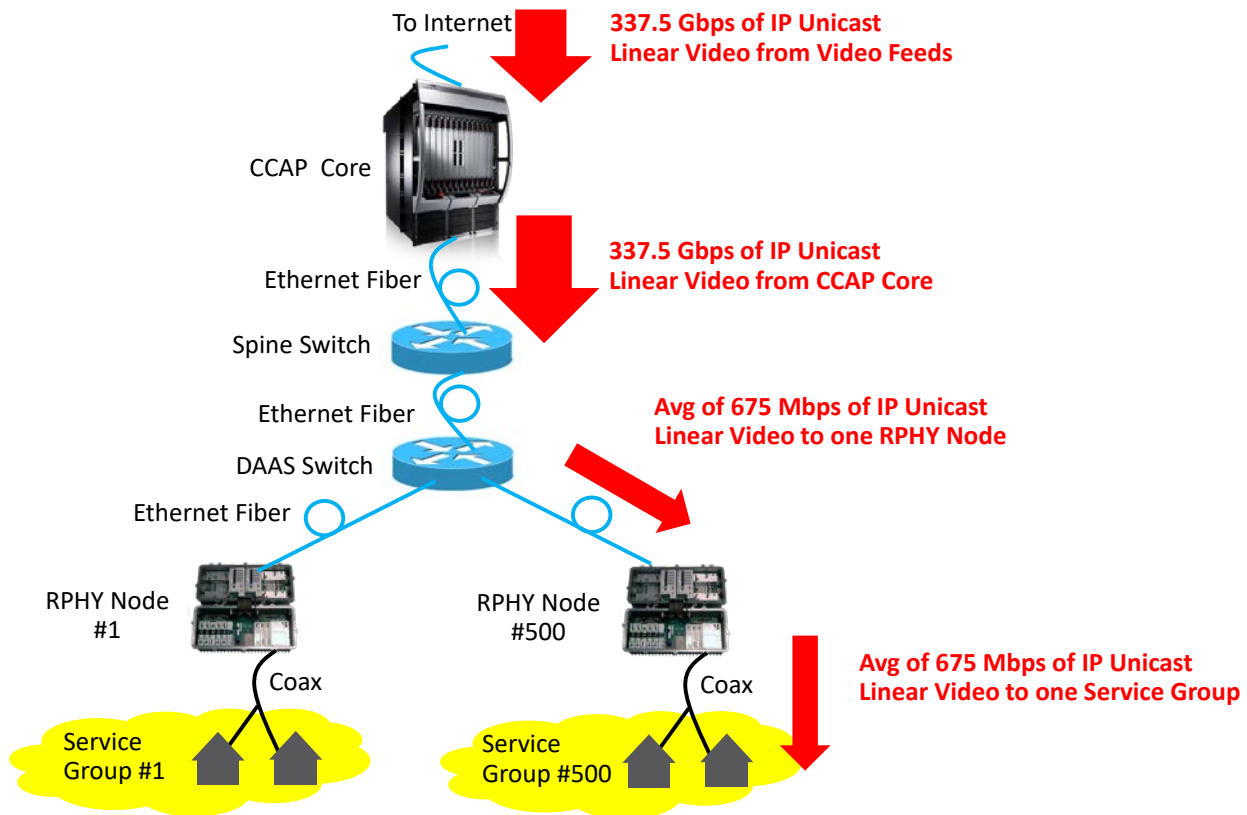 To Internet
337.5 Gbps of IP Unicast
Linear Video from Video Feeds
CCAP  Core
337.5 Gbps of IP Unicast
Linear Video from CCAP Core
Ethernet Fiber
Spine Switch
Ethernet Fiber
Avg of 675 Mbps of IP Unicast
Linear Video to one RPHY Node
DAAS Switch
Ethernet Fiber
RPHY Node
#1
RPHY Node
#500
Coax
Coax
Avg of 675 Mbps of IP Unicast
Linear Video to one Service Group
Service
Group #1
Service
Group #500